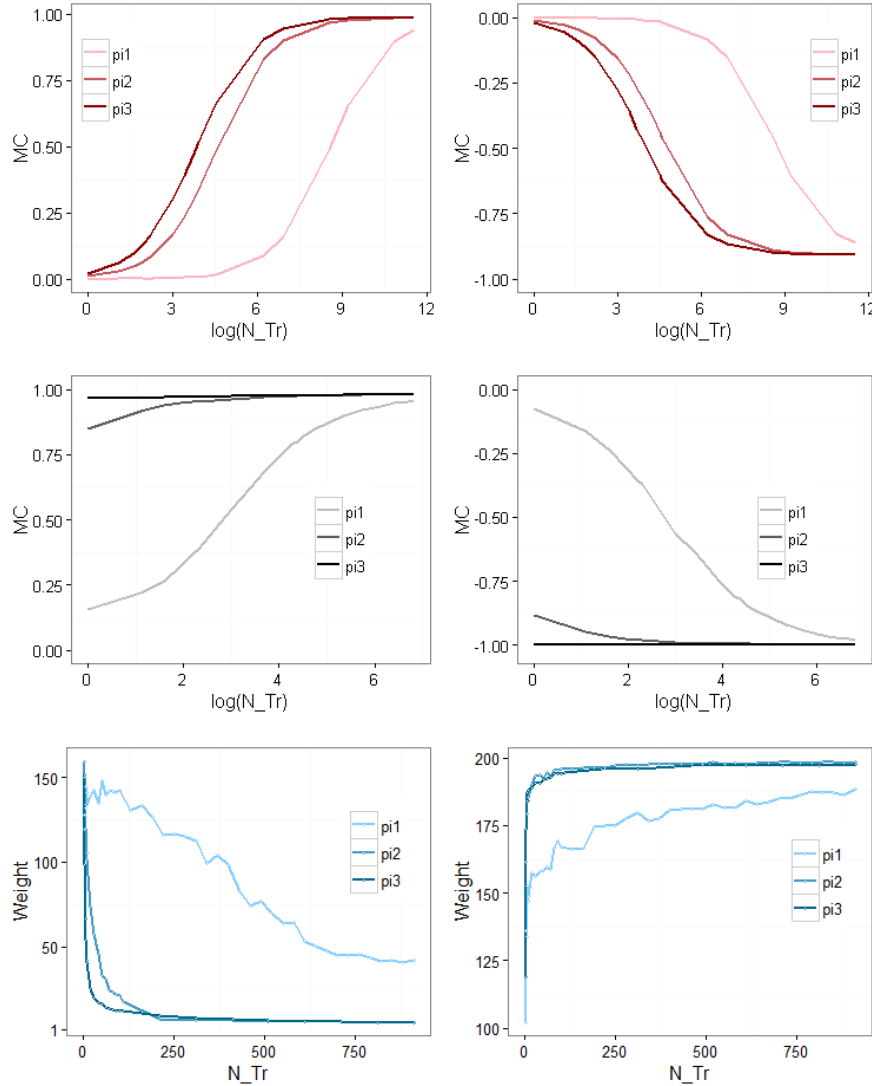 1.00
0.75
0.50
0.25
0.00
MC
pi1
pi2
pi3
0 3 6 9 12
log(N_Tr)
0.00
-0.25
-0.50
-0.75
-1.00
MC
pi1
pi2
pi3
0 3 6 9 12
log(N_Tr)
1.00
0.75
0.50
0.25
0.00
MC
pi1
pi2
pi3
0 2 4 6
log(N_Tr)
0.00
-0.25
-0.50
-0.75
-1.00
MC
pi1
pi2
pi3
0 2 4 6
log(N_Tr)
150
100
50
1
Weight
pi1
pi2
pi3
0 250 500 750
N_Tr
200
175
150
125
100
Weight
pi1
pi2
pi3
0 250 500 750
N_Tr